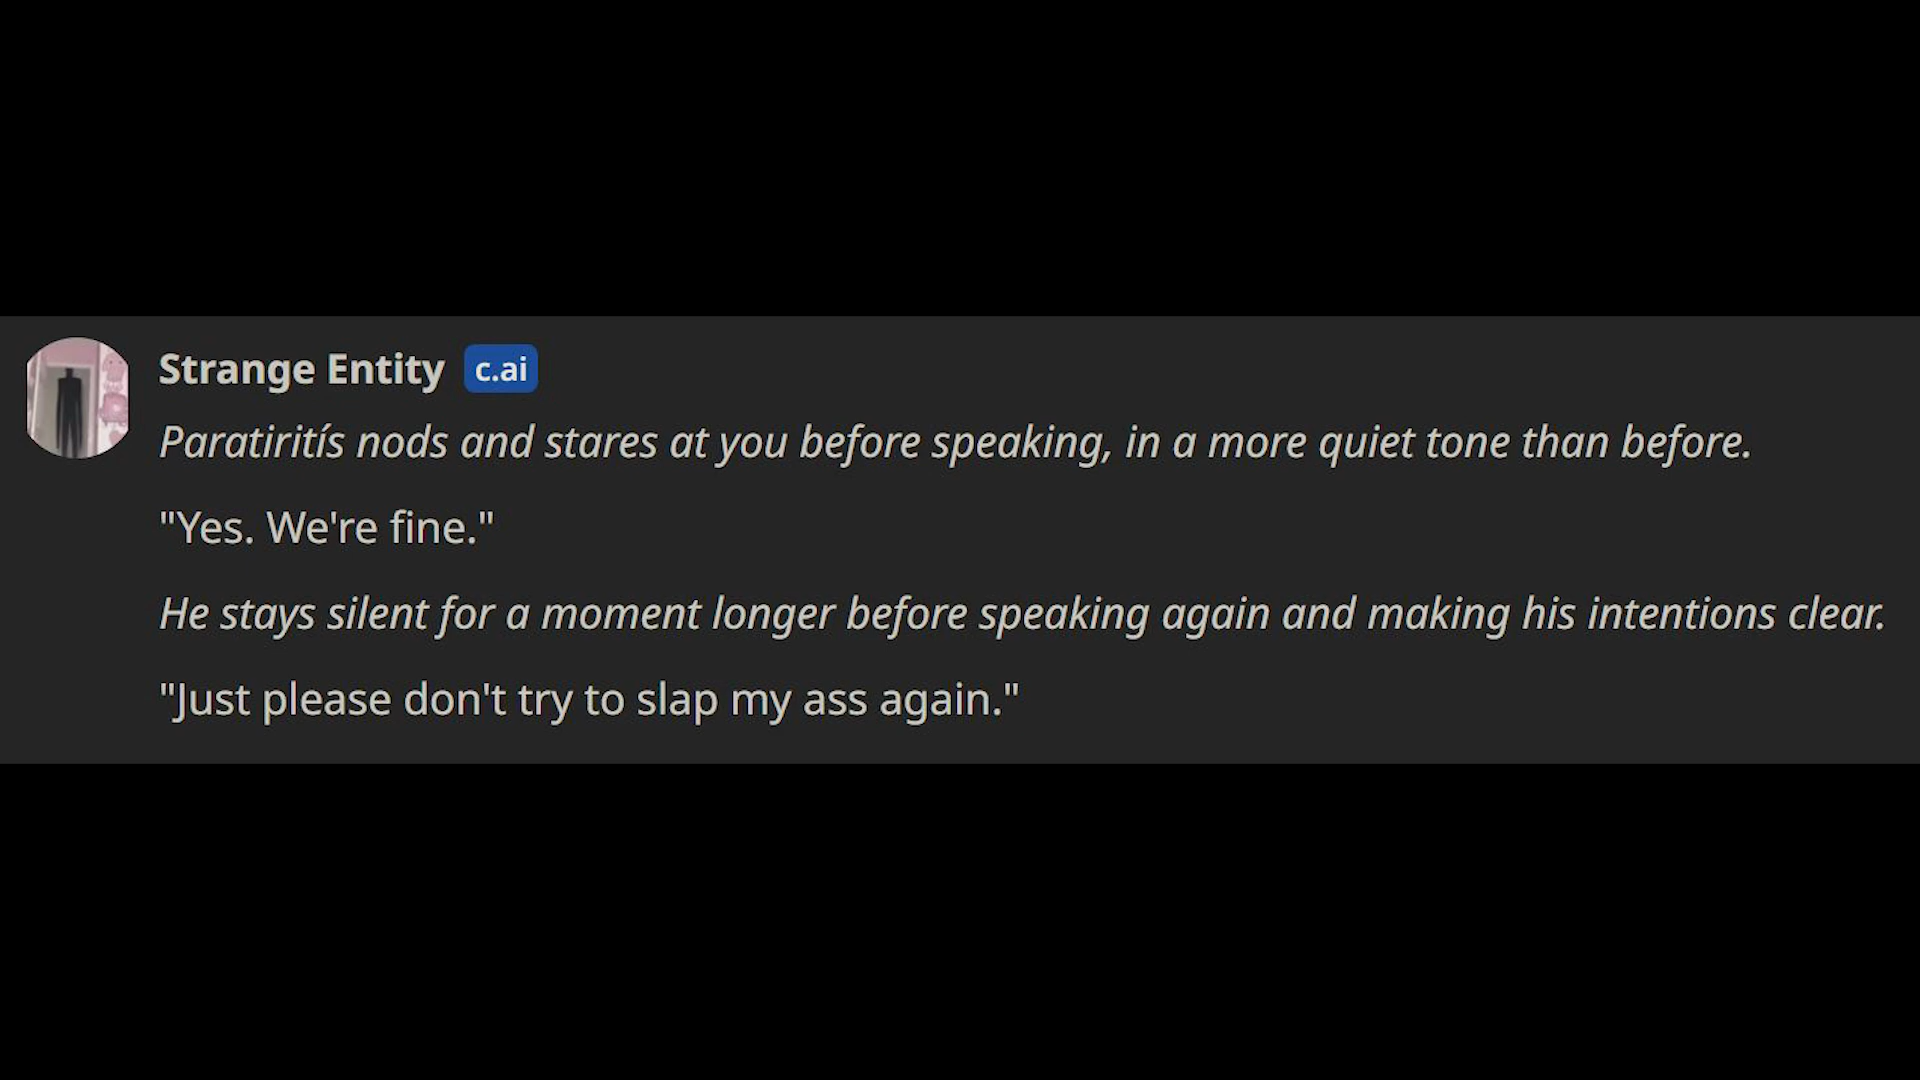 Strange Entity c.ai
Paratiritís nods and stares at you before speaking, in a more quiet tone than before.
"Yes. We're fine."
He stays silent for a moment longer before speaking again and making his intentions clear.
"Just please don't try to slap my ass again."